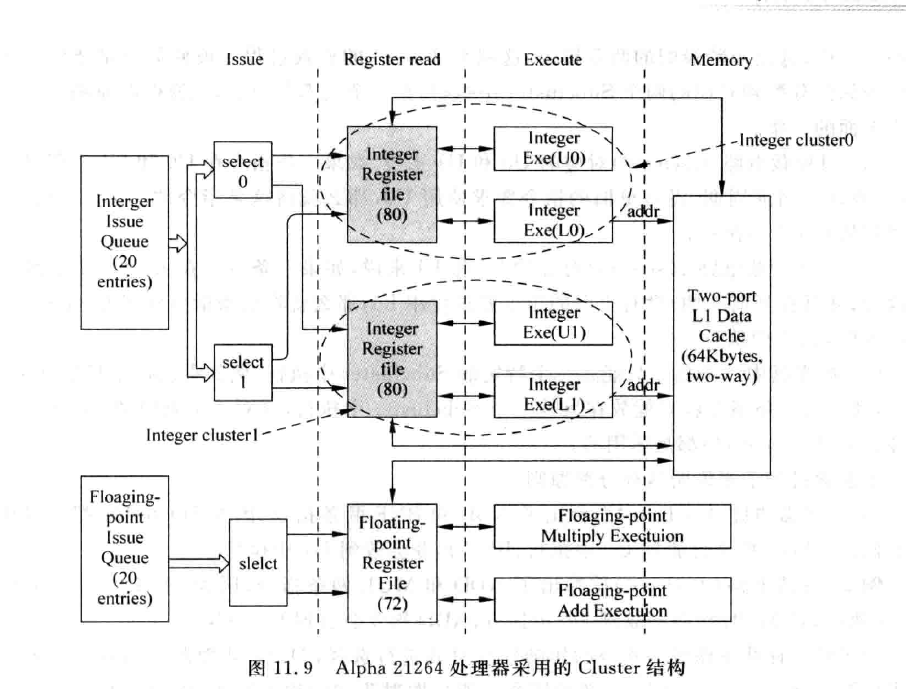 Issue
Register read
Execute
Memory
Interger
Issue
Queue
(20
entries)
select
0
select
1
Integer
Register
file
(80)
Integer
Exe(U0)
Integer
Exe(L0)
addr
Integer cluster0
Integer
Register
file
(80)
Integer
Exe(U1)
Integer
Exe(L1)
addr
Integer cluster1
Two-port
L1 Data
Cache
(64Kbytes,
two-way)
Floaging-
point
Issue
Queue
(20
entries)
slelct
Floating-
point
Register
File
(72)
Floaging-point
Multiply Exectuion
Floaging-point
Add Exectuion
图 11.9 Alpha 21264 处理器采用的 Cluster 结构